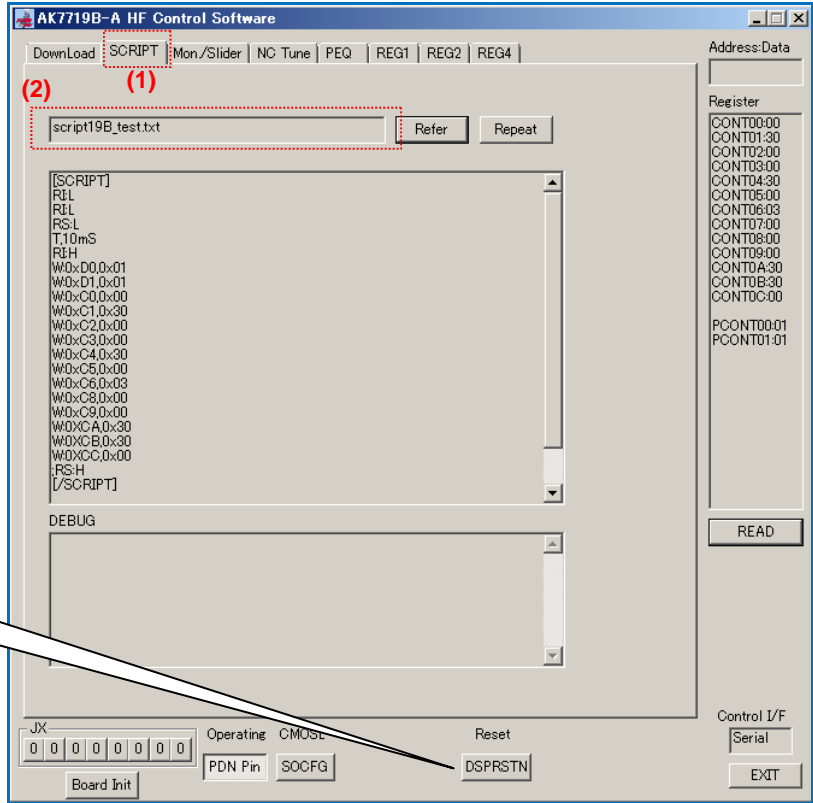 AK7719B-A HF Control Software
DownLoad SCRIPT Mon./Slider NC Tune PEQ REG1 REG2 REG4
Address:Data
(1)
(2)
script19B_test.txt Refer Repeat
Register
CONT00:00
CONT01:30
CONT02:00
CONT03:00
CONT04:30
CONT05:00
CONT06:03
CONT07:00
CONT08:00
CONT09:00
CONT0A:30
CONT0B:30
CONT0C:00
PCONT00:01
PCONT01:01
[SCRIPT]
RI:L
RI:L
RS:L
T,10mS
RI:H
W:0xD0,0x01
W:0xD1,0x01
W:0xC0,0x00
W:0xC1,0x30
W:0xC2,0x00
W:0xC3,0x00
W:0xC4,0x30
W:0xC5,0x00
W:0xC6,0x03
W:0xC8,0x00
W:0xC9,0x00
W:0XCA,0x30
W:0XCB,0x30
W:0XCC,0x00
;RS:H
[/SCRIPT]
DEBUG
READ
JX
0 0 0 0 0 0 0 0
Board Init
Operating
PDN Pin
SOCFG
Reset
DSPRSTN
Control I/F
Serial
EXIT